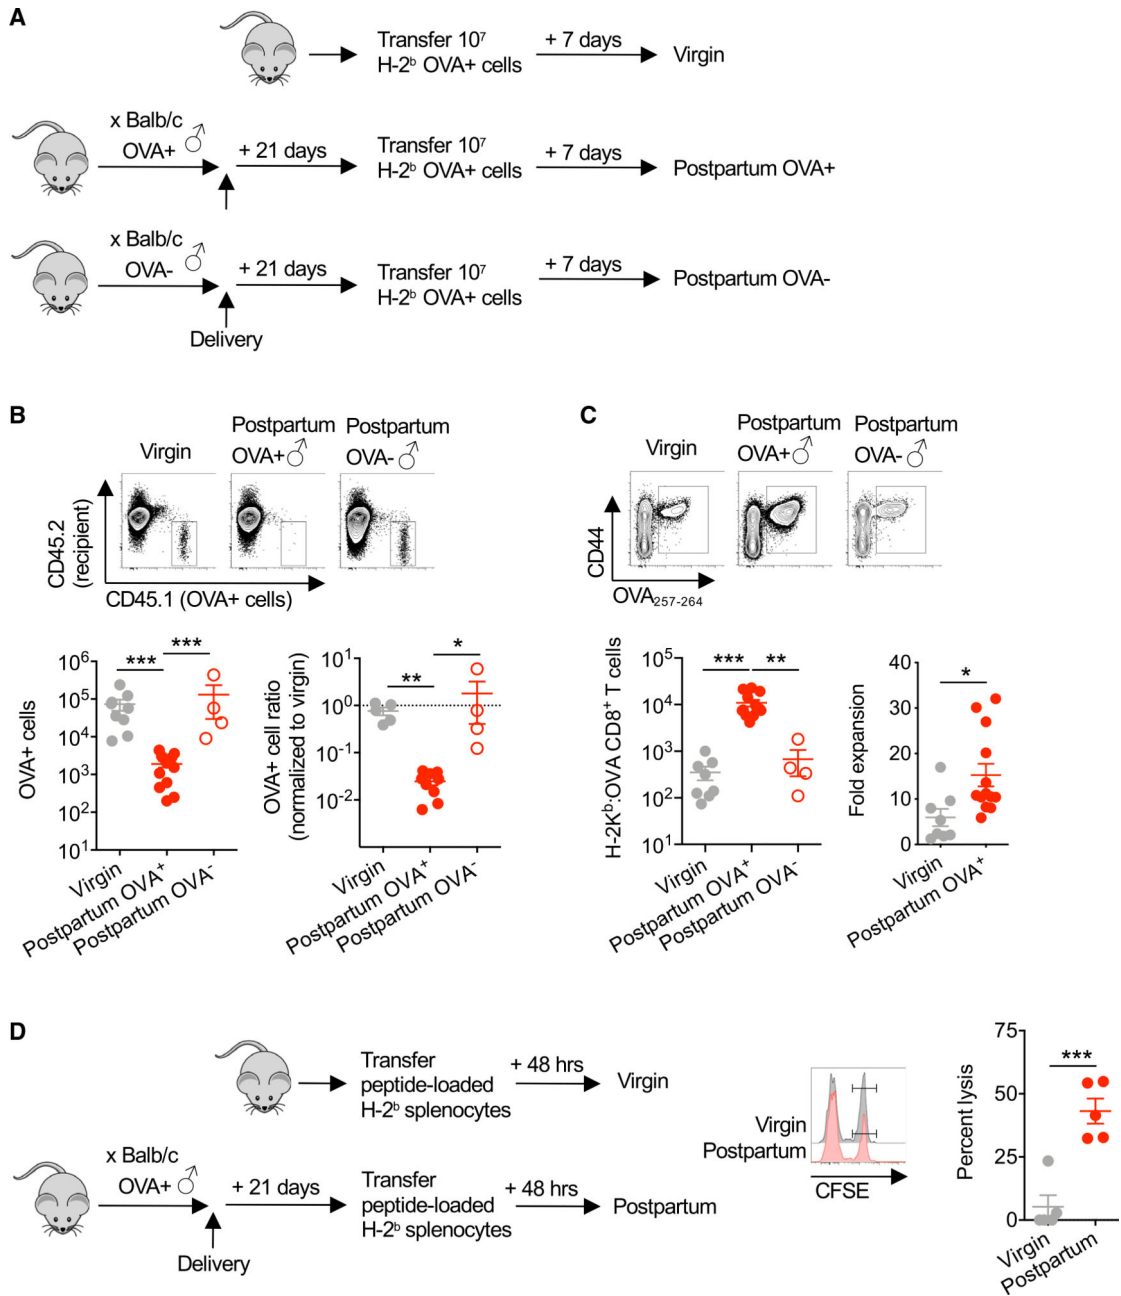 A
Transfer 10⁷
H-2ᵇ OVA+ cells
+ 7 days
Virgin
x Balb/c
OVA+ ♂
+ 21 days
Transfer 10⁷
H-2ᵇ OVA+ cells
+ 7 days
Postpartum OVA+
x Balb/c
OVA- ♂
+ 21 days
Transfer 10⁷
H-2ᵇ OVA+ cells
+ 7 days
Postpartum OVA-
Delivery
B
Virgin
Postpartum
OVA+ ♂
Postpartum
OVA- ♂
CD45.2
(recipient)
CD45.1 (OVA+ cells)
OVA+ cells
10⁶
10⁵
10⁴
10³
10²
10¹
***
***
Virgin
Postpartum OVA⁺
Postpartum OVA⁻
OVA+ cell ratio
(normalized to virgin)
10¹
10⁰
10⁻¹
10⁻²
**
*
Virgin
Postpartum OVA⁺
Postpartum OVA⁻
C
Virgin
Postpartum
OVA+ ♂
Postpartum
OVA- ♂
CD44
OVA₂₅₇₋₂₆₄
H-2Kᵇ:OVA CD8⁺ T cells
10⁵
10⁴
10³
10²
10¹
***
**
Virgin
Postpartum OVA⁺
Postpartum OVA⁻
Fold expansion
40
30
20
10
0
*
Virgin
Postpartum OVA⁺
D
Transfer
peptide-loaded
H-2ᵇ splenocytes
+ 48 hrs
Virgin
x Balb/c
OVA+ ♂
+ 21 days
Transfer
peptide-loaded
H-2ᵇ splenocytes
+ 48 hrs
Postpartum
Delivery
Virgin
Postpartum
CFSE
Percent lysis
75
50
25
0
***
Virgin
Postpartum